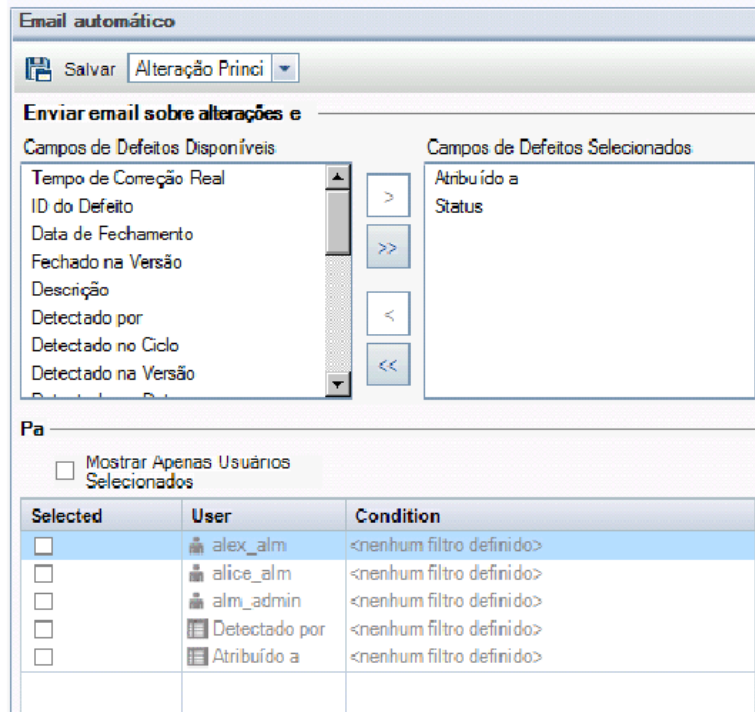 Email automático
Salvar Alteração Princi
Enviar email sobre alterações e
Campos de Defeitos Disponíveis Campos de Defeitos Selecionados
Tempo de Correção Real Atribuído a
ID do Defeito Status
Data de Fechamento
Fechado na Versão
Descrição
Detectado por
Detectado no Ciclo
Detectado na Versão
>
>>
<
<<
Pa
Mostrar Apenas Usuários
Selecionados
Selected User Condition
alex_alm <nenhum filtro definido>
alice_alm <nenhum filtro definido>
alm_admin <nenhum filtro definido>
Detectado por <nenhum filtro definido>
Atribuído a <nenhum filtro definido>